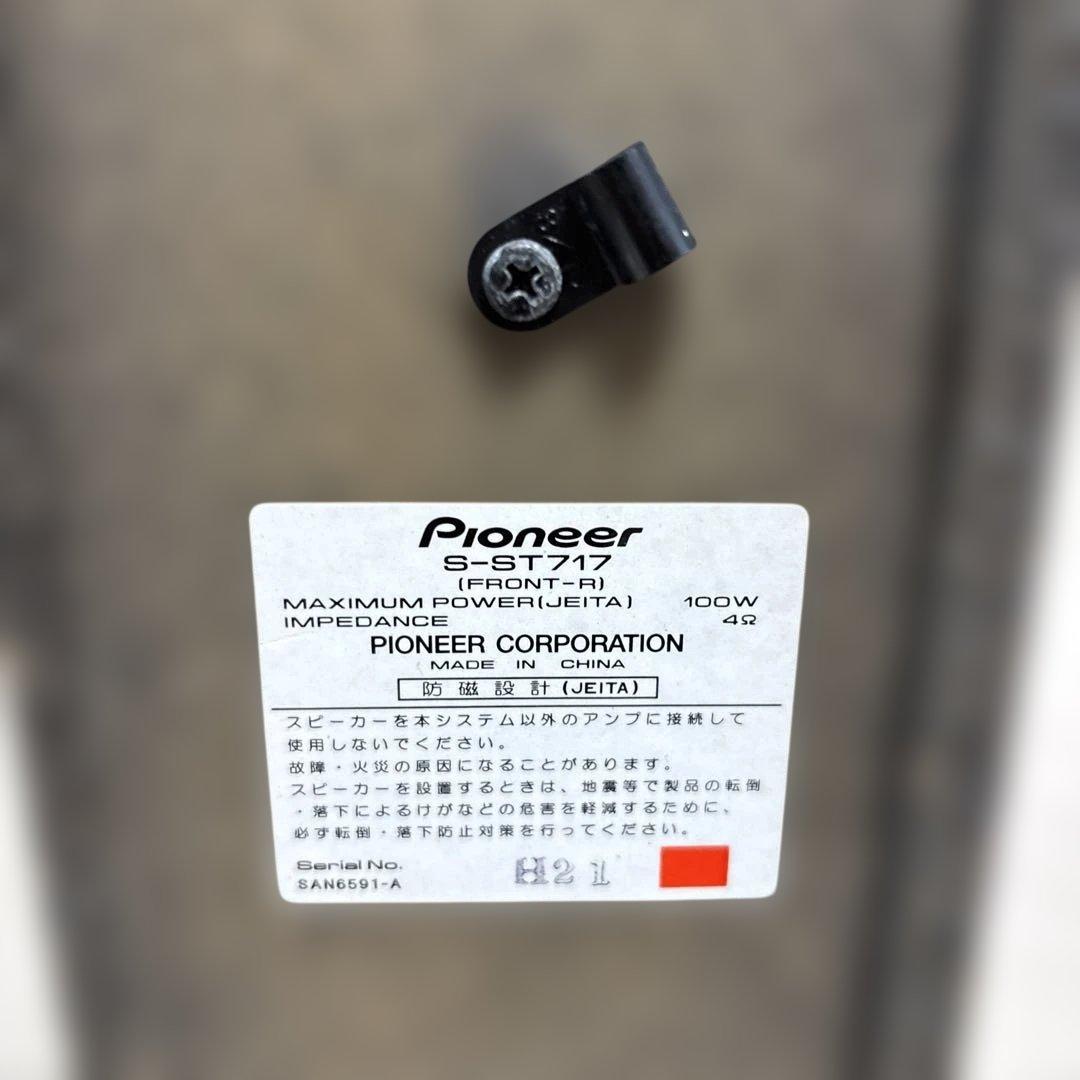 Pioneer
S-ST717
(FRONT-R)
MAXIMUM POWER(JEITA) 100W
IMPEDANCE 4Ω
PIONEER CORPORATION
MADE IN CHINA
防磁設計(JEITA)
スピーカーを本システム以外のアンプに接続して
使用しないでください。
故障・火災の原因になることがあります。
スピーカーを設置するときは、地震等で製品の転倒
・落下によるけがなどの危害を軽減するために、
必ず転倒・落下防止対策を行ってください。
Serial No.
H21
SAN6591-A